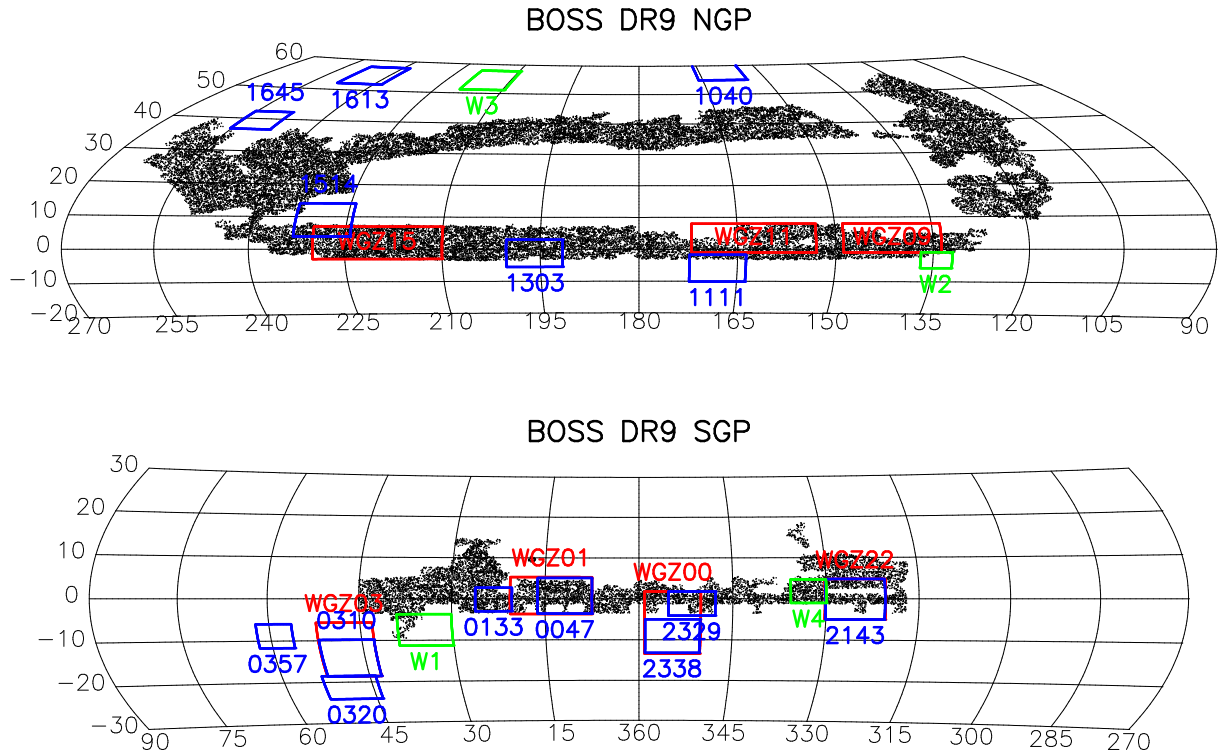 BOSS DR9 NGP
60
50
1645 1613 W3 1040
40
30
20 1514
10
WGZ15 WGZ11 WGZ09
0
-10 1303 1111 W2
-20
270 255 240 225 210 195 180 165 150 135 120 105 90
BOSS DR9 SGP
30
20
10 WGZ01 WGZ22
WGZ00
0 WGZ03
0310 0133 0047 2329 W4 2143
-10 0357 W1 2338
-20
0320
-30
90 75 60 45 30 15 360 345 330 315 300 285 270